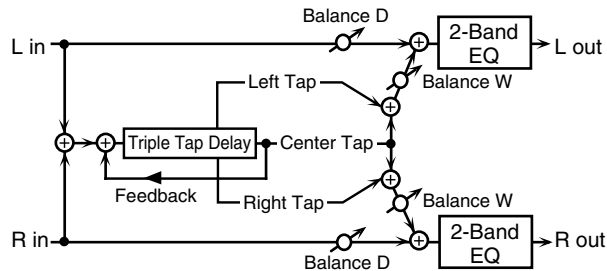 Balance D
L in
2-Band
EQ
L out
Left Tap
Balance W
Triple Tap Delay
Center Tap
Feedback
Right Tap
Balance W
R in
2-Band
EQ
R out
Balance D